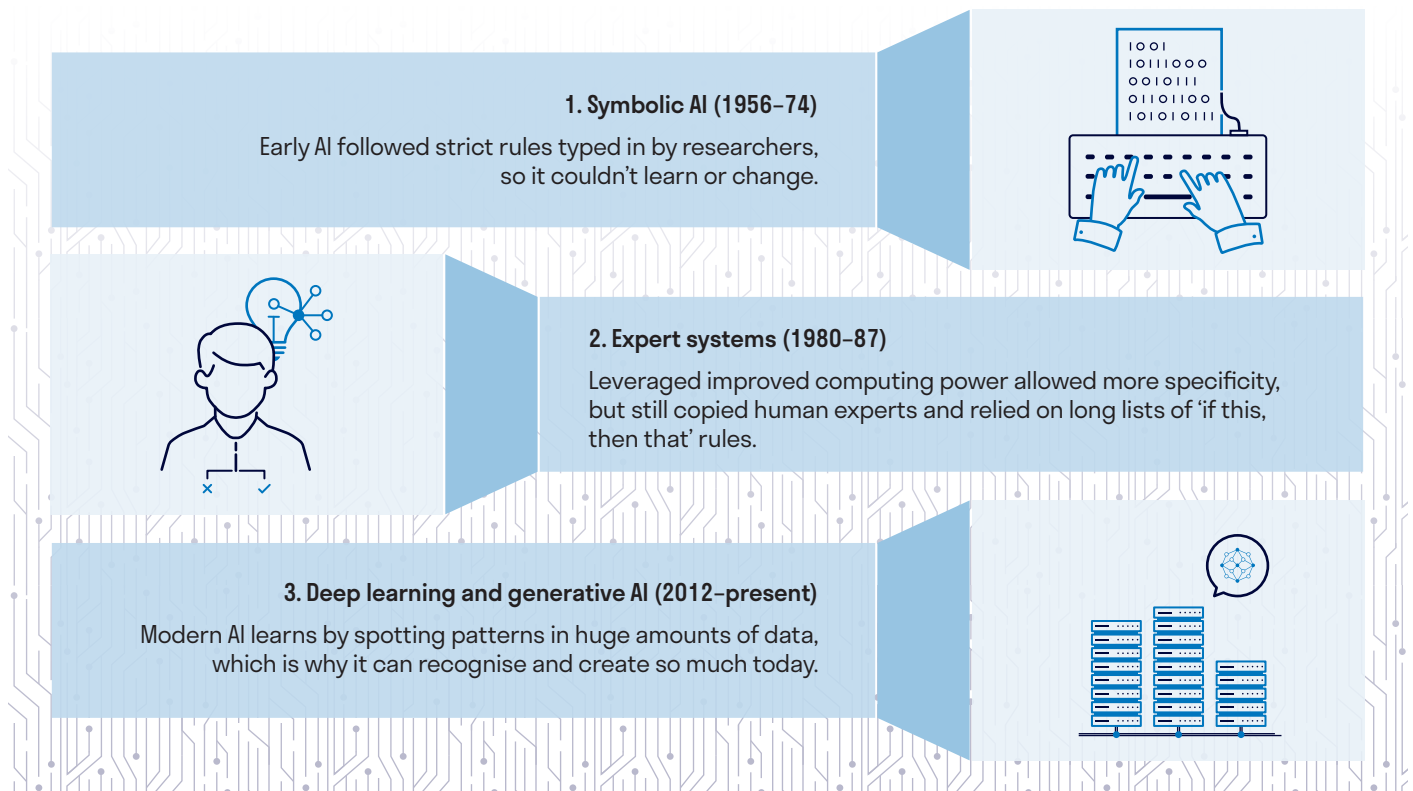 1. Symbolic AI (1956–74)
Early AI followed strict rules typed in by researchers,
so it couldn’t learn or change.
1001
10111000
0010111
01101100
101010111
2. Expert systems (1980–87)
Leveraged improved computing power allowed more specificity,
but still copied human experts and relied on long lists of ‘if this,
then that’ rules.
3. Deep learning and generative AI (2012–present)
Modern AI learns by spotting patterns in huge amounts of data,
which is why it can recognise and create so much today.